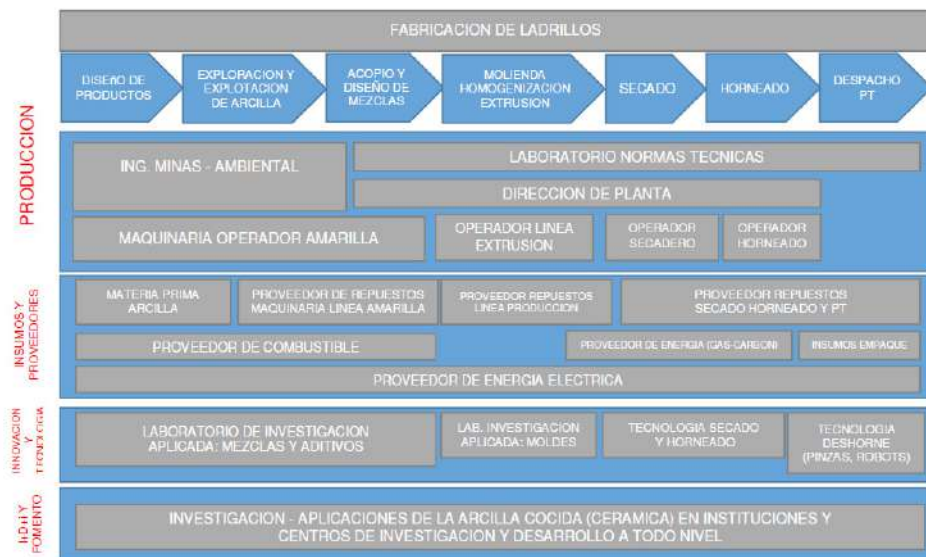 FABRICACION DE LADRILLOS
DISEÑO DE
PRODUCTOS
EXPLORACION Y
EXPLOTACION
DE ARCILLA
ACOPIO Y
DISEÑO DE
MEZCLAS
MOLIENDA
HOMOGENIZACION
EXTRUSION
SECADO
HORNEADO
DESPACHO
PT
PRODUCCION
ING. MINAS - AMBIENTAL
LABORATORIO NORMAS TECNICAS
DIRECCION DE PLANTA
MAQUINARIA OPERADOR AMARILLA
OPERADOR LINEA
EXTRUSION
OPERADOR
SECADERO
OPERADOR
HORNEADO
INSUMOS Y
PROVEEDORES
MATERIA PRIMA
ARCILLA
PROVEEDOR DE REPUESTOS
MAQUINARIA LINEA AMARILLA
PROVEEDOR REPUESTOS
LINEA PRODUCCION
PROVEEDOR REPUESTOS
SECADO HORNEADO Y PT
PROVEEDOR DE COMBUSTIBLE
PROVEEDOR DE ENERGIA (GAS-CARBON)
INSUMOS EMPAQUE
PROVEEDOR DE ENERGIA ELECTRICA
INNOVACION
Y
TECNOLOGIA
LABORATORIO DE INVESTIGACION
APLICADA: MEZCLAS Y ADITIVOS
LAB. INVESTIGACION
APLICADA: MOLDES
TECNOLOGIA SECADO
Y HORNEADO
TECNOLOGIA
DESHORNE
(PINZAS, ROBOTS)
I+D+I Y
FOMENTO
INVESTIGACION - APLICACIONES DE LA ARCILLA COCIDA (CERAMICA) EN INSTITUCIONES Y
CENTROS DE INVESTIGACION Y DESARROLLO A TODO NIVEL